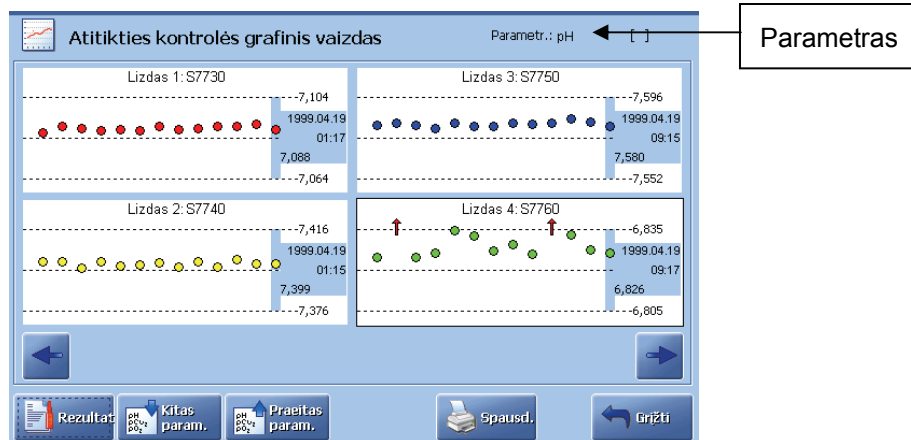 Atitikties kontrolės grafinis vaizdas
Parametr.: pH [ ]
Parametras
Lizdas 1: S7730
7,104
1999.04.19
01:17
7,088
7,064
Lizdas 3: S7750
7,596
1999.04.19
09:15
7,580
7,552
Lizdas 2: S7740
7,416
1999.04.19
01:15
7,399
7,376
Lizdas 4: S7760
6,835
1999.04.19
09:17
6,826
6,805
Rezultat
Kitas
param.
Praeitas
param.
Spausd.
Grįžti